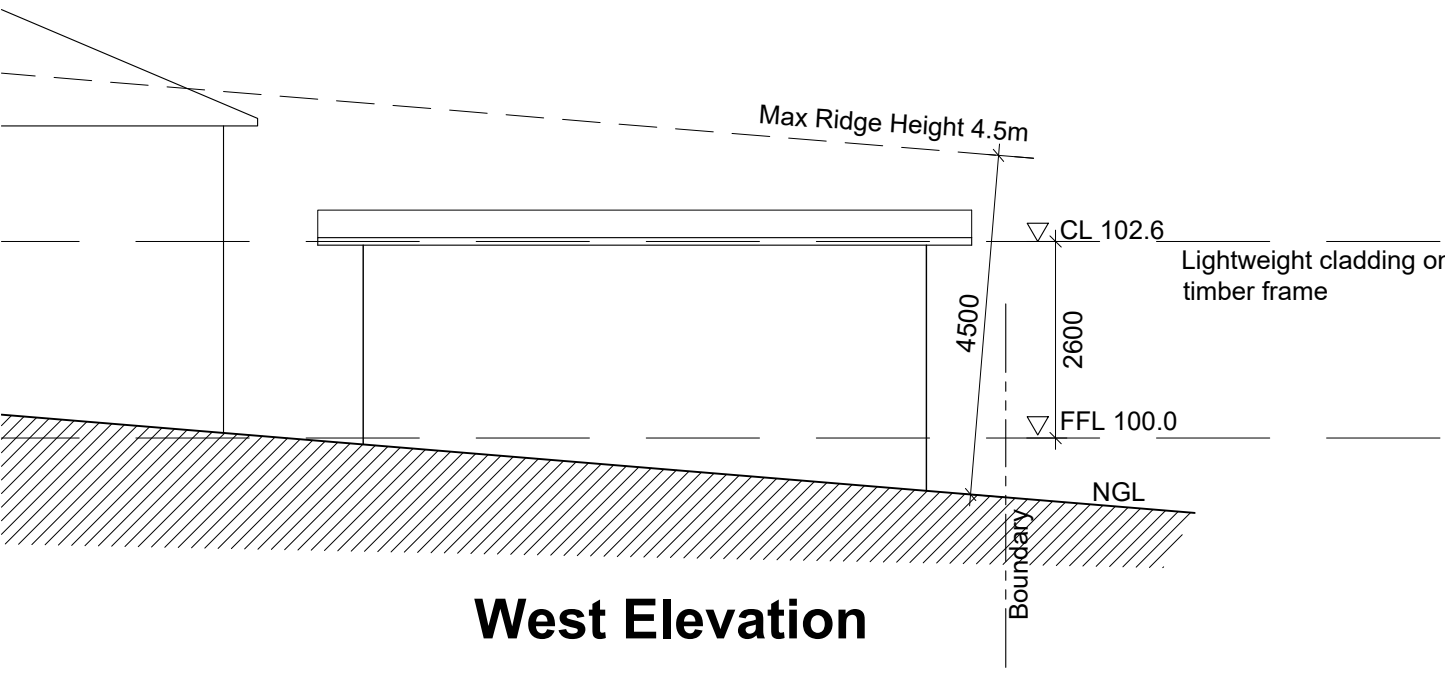 Max Ridge Height 4.5m
CL 102.6
Lightweight cladding or
timber frame
4500
2600
FFL 100.0
NGL
Boundary
West Elevation